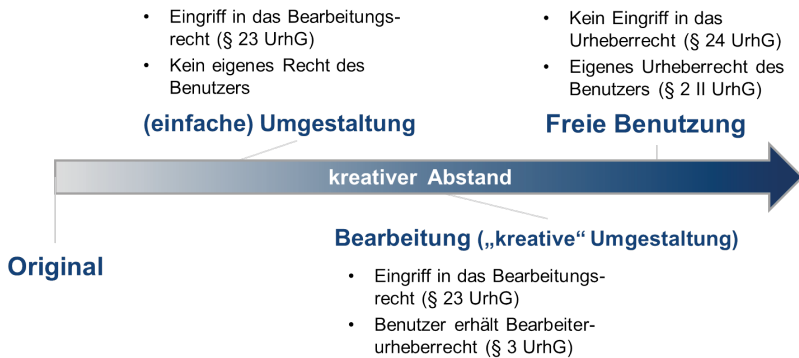 • Eingriff in das Bearbeitungs-
recht (§ 23 UrhG)
• Kein eigenes Recht des
Benutzers
(einfache) Umgestaltung
• Kein Eingriff in das
Urheberrecht (§ 24 UrhG)
• Eigenes Urheberrecht des
Benutzers (§ 2 II UrhG)
Freie Benutzung
kreativer Abstand
Original
Bearbeitung („kreative“ Umgestaltung)
• Eingriff in das Bearbeitungs-
recht (§ 23 UrhG)
• Benutzer erhält Bearbeiter-
urheberrecht (§ 3 UrhG)